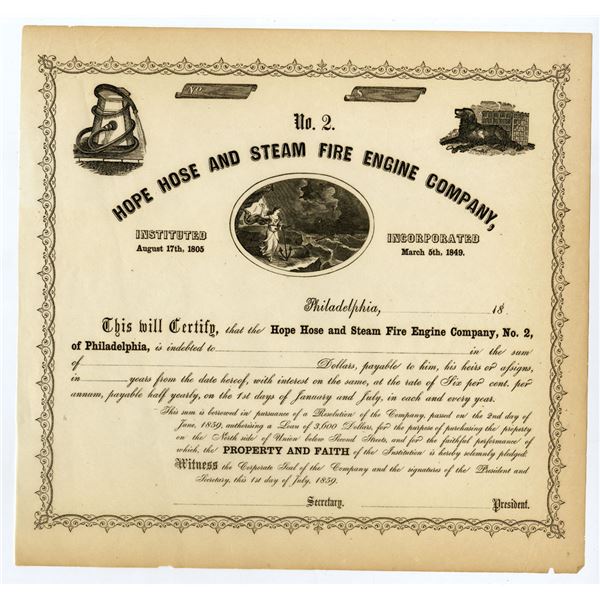 No.
$
No. 2.
HOPE HOSE AND STEAM FIRE ENGINE COMPANY,
INSTITUTED
August 17th, 1805
INCORPORATED
March 5th, 1849.
Philadelphia, 18
This will Certify, that the Hope Hose and Steam Fire Engine Company, No. 2,
of Philadelphia, is indebted to in the sum
of Dollars, payable to him, his heirs or assigns,
in years from the date hereof, with interest on the same, at the rate of Six per cent. per
annum, payable half yearly, on the 1st days of January and July, in each and every year.
This sum is borrowed in pursuance of a Resolution of the Company, passed on the 2nd day of
June, 1859, authorising a Loan of 3,600 Dollars, for the purpose of purchasing the property
on the North side of Union below Second Streets, and for the faithful performance of
which, the PROPERTY AND FAITH of the Institution is hereby solemnly pledged:
Witness the Corporate Seal of the Company and the signatures of the President and
Secretary, this 1st day of July, 1859.
Secretary. President.